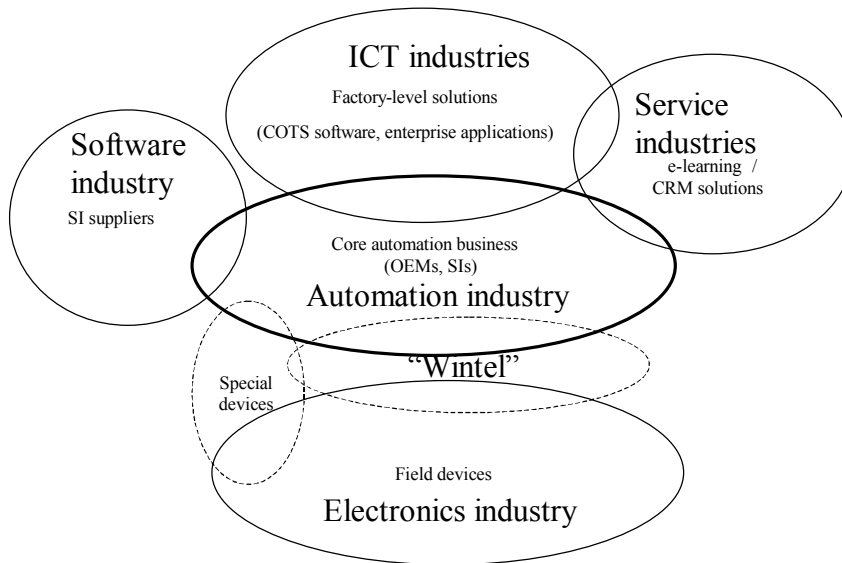 ICT industries
Factory-level solutions
(COTS software, enterprise applications)
Service
industries
e-learning /
CRM solutions
Software
industry
SI suppliers
Core automation business
(OEMs, SIs)
Automation industry
“Wintel”
Special
devices
Field devices
Electronics industry